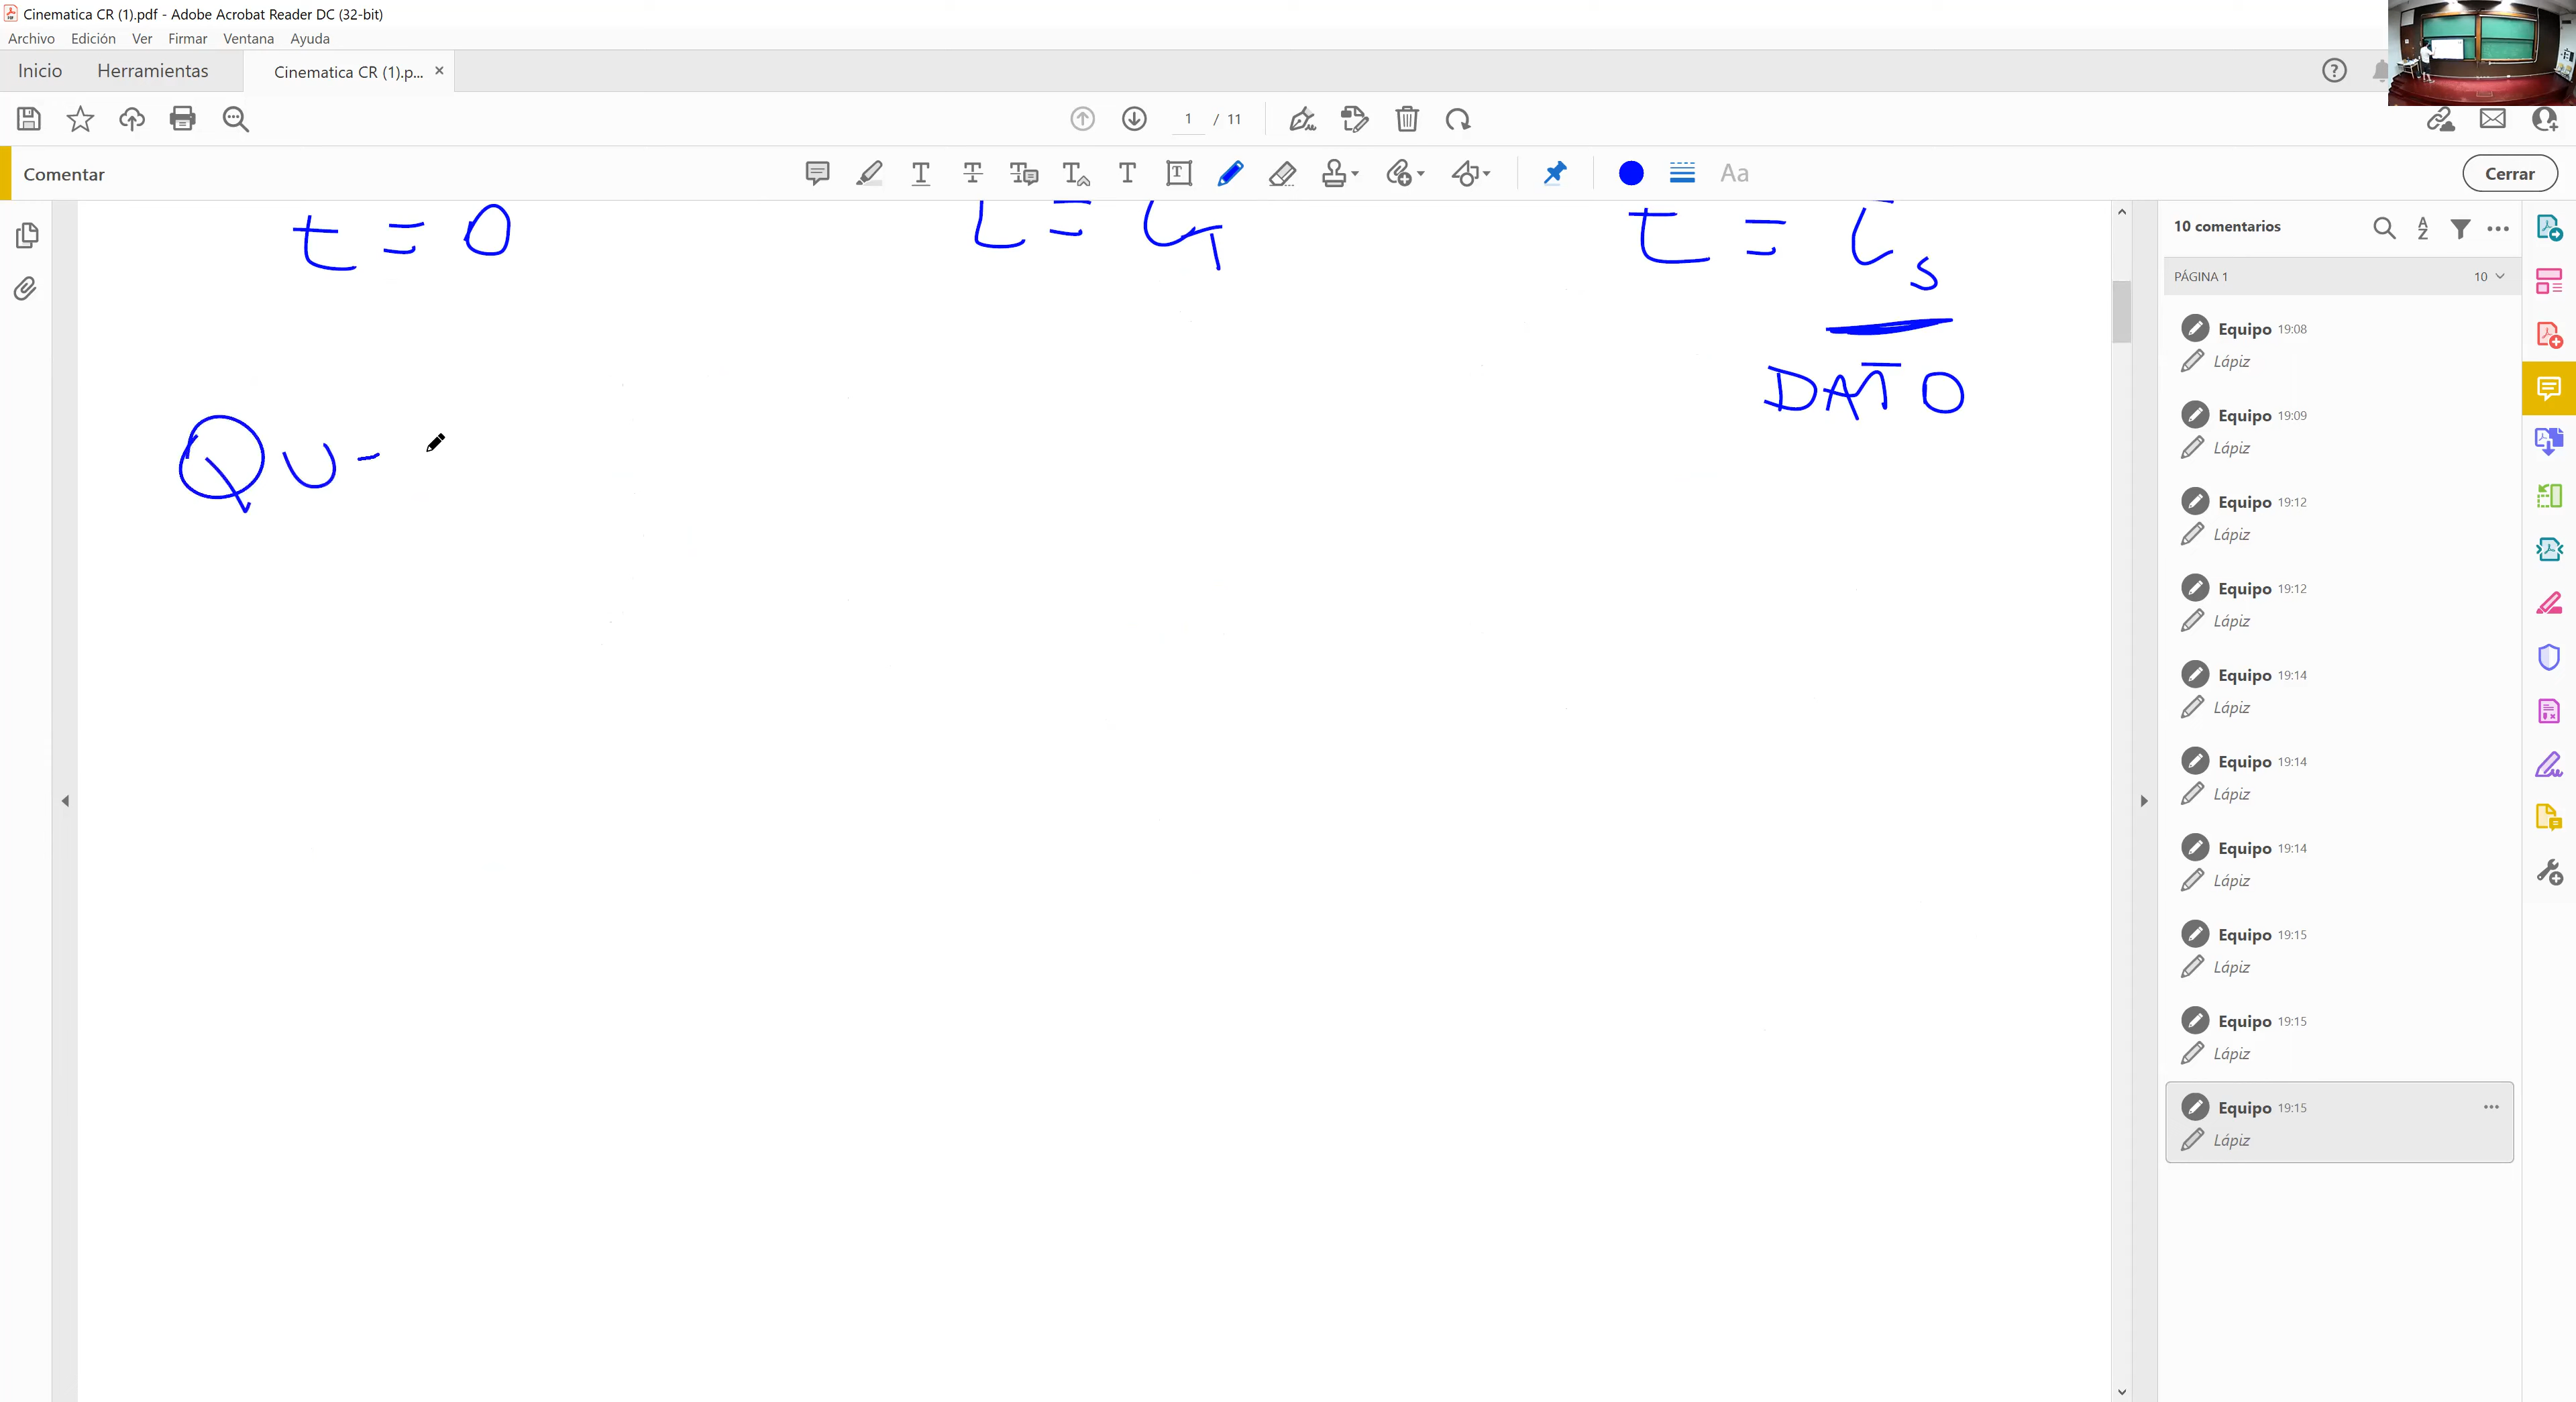 Cinematica CR (1).pdf - Adobe Acrobat Reader DC (32-bit)
Archivo Edición Ver Firmar Ventana Ayuda
Inicio Herramientas Cinematica CR (1).p... ×
1 / 11
Comentar Aa Cerrar
t = 0
t = t₁
t = t s
DATO
QU-
10 comentarios
PÁGINA 1 10
Equipo 19:08
Lápiz
Equipo 19:09
Lápiz
Equipo 19:12
Lápiz
Equipo 19:12
Lápiz
Equipo 19:14
Lápiz
Equipo 19:14
Lápiz
Equipo 19:14
Lápiz
Equipo 19:15
Lápiz
Equipo 19:15
Lápiz
Equipo 19:15
Lápiz